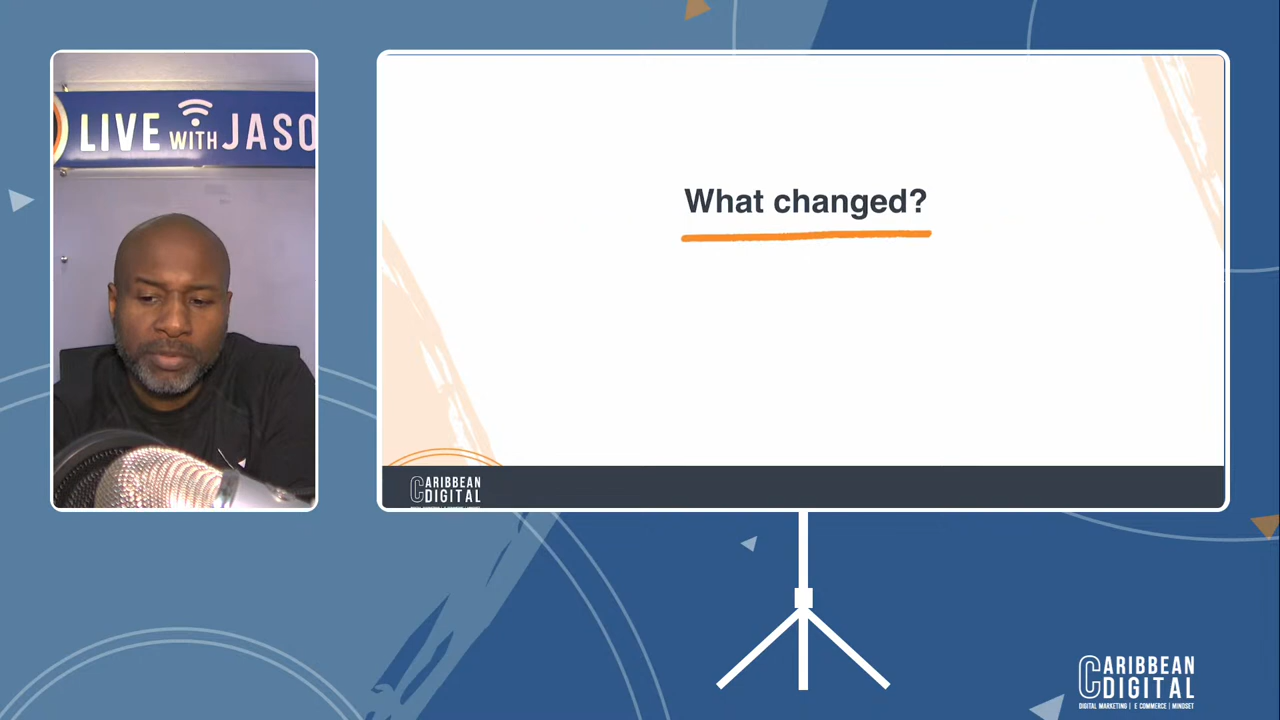 LIVE WITH JASO
What changed?
CARIBBEAN
DIGITAL
CARIBBEAN
DIGITAL
DIGITAL MARKETING | E COMMERCE | MINDSET